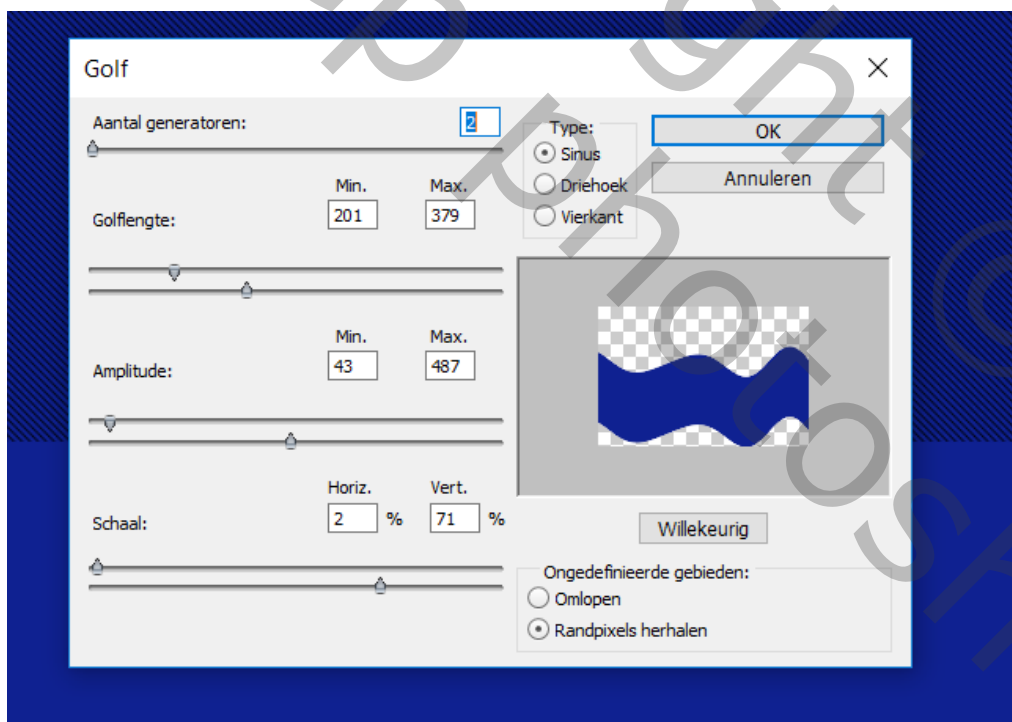 Golf
Aantal generatoren: 2
Type:
Sinus
Driehoek
Vierkant
OK
Annuleren
Min. Max.
Golflengte: 201 379
Min. Max.
Amplitude: 43 487
Horiz. Vert.
Schaal: 2 % 71 %
Willekeurig
Ongedefinieerde gebieden:
Omlopen
Randpixels herhalen